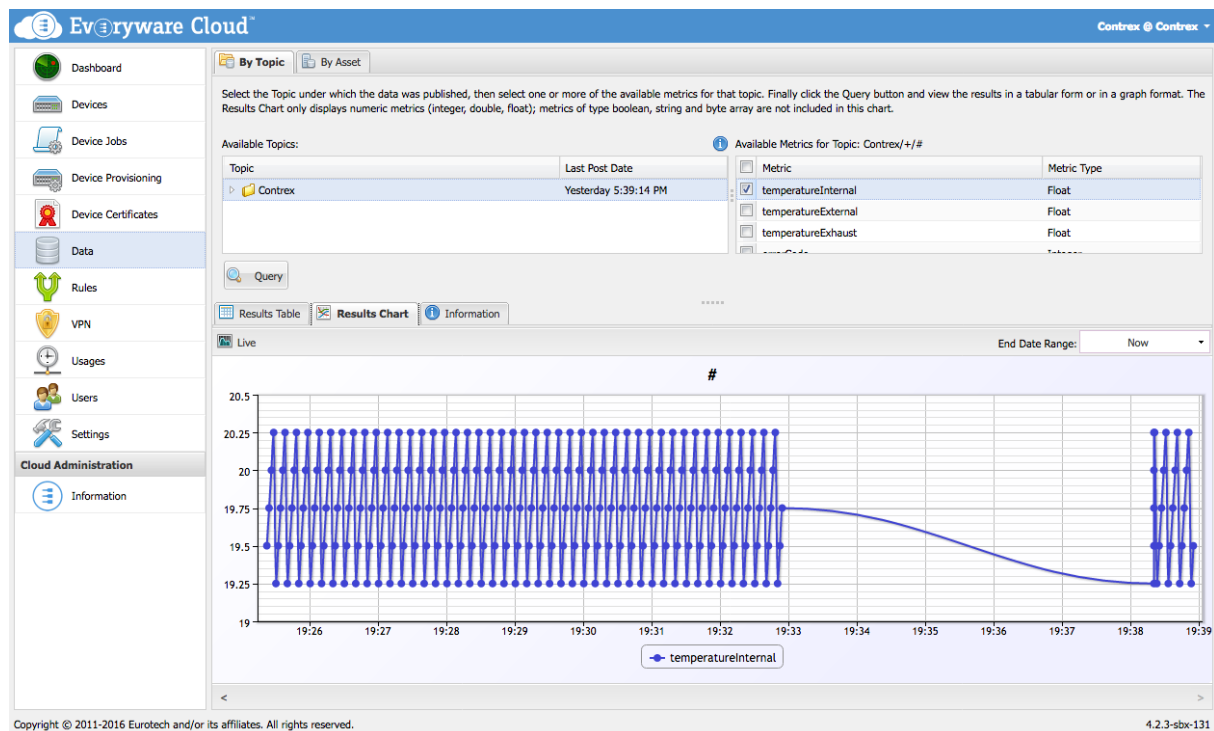 Everyware Cloud™
Contrex @ Contrex
Dashboard
Devices
Device Jobs
Device Provisioning
Device Certificates
Data
Rules
VPN
Usages
Users
Settings
Cloud Administration
Information
By Topic By Asset
Select the Topic under which the data was published, then select one or more of the available metrics for that topic. Finally click the Query button and view the results in a tabular form or in a graph format. The
Results Chart only displays numeric metrics (integer, double, float); metrics of type boolean, string and byte array are not included in this chart.
Available Topics:
Topic Last Post Date
Contrex Yesterday 5:39:14 PM
Available Metrics for Topic: Contrex/+/#
Metric Metric Type
temperatureInternal Float
temperatureExternal Float
temperatureExhaust Float
errorCode Integer
Query
Results Table Results Chart Information
Live End Date Range: Now
#
20.5
20.25
20
19.75
19.5
19.25
19
19:26 19:27 19:28 19:29 19:30 19:31 19:32 19:33 19:34 19:35 19:36 19:37 19:38 19:39
temperatureInternal
< >
Copyright © 2011-2016 Eurotech and/or its affiliates. All rights reserved.
4.2.3-sbx-131